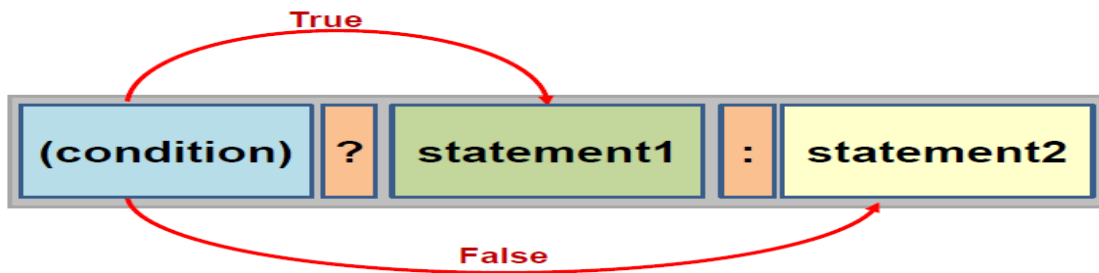 True
(condition) ? statement1 : statement2
False